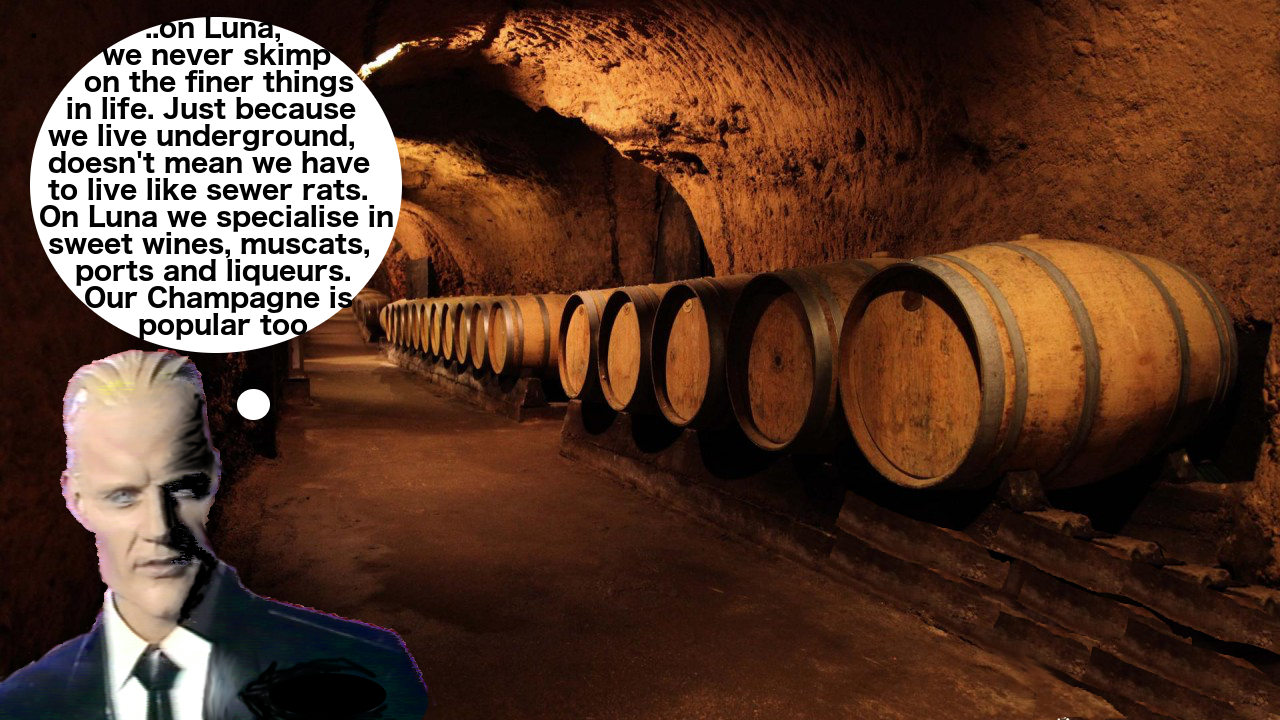 ..on Luna,
we never skimp
on the finer things
in life. Just because
we live underground,
doesn't mean we have
to live like sewer rats.
On Luna we specialise in
sweet wines, muscats,
ports and liqueurs.
Our Champagne is
popular too